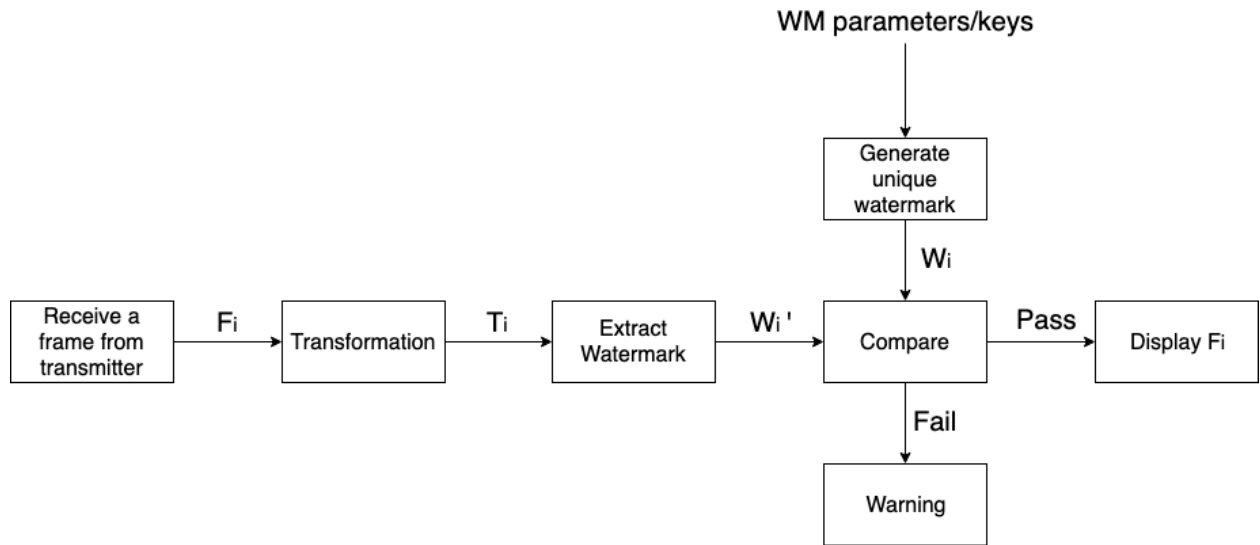 WM parameters/keys
Generate
unique
watermark
Wi
Receive a
frame from
transmitter
Fi
Transformation
Ti
Extract
Watermark
Wi '
Compare
Pass
Display Fi
Fail
Warning